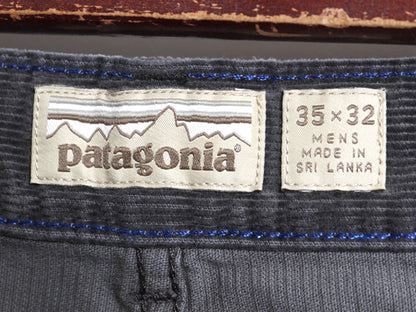 patagonia®
35 × 32
MENS
MADE IN
SRI LANKA